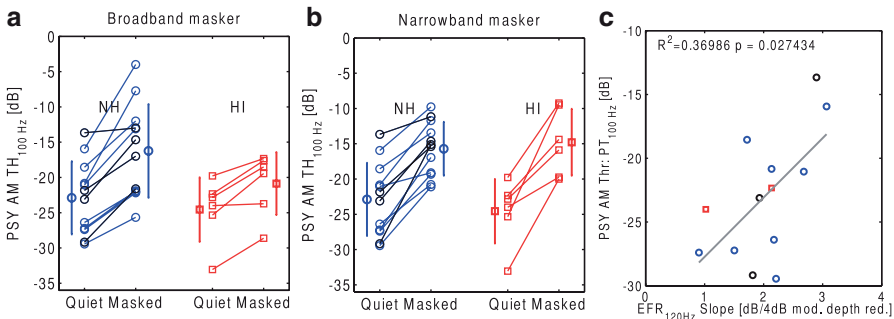 a
Broadband masker
PSY AM TH100 Hz [dB]
0
-5
-10
-15
-20
-25
-30
-35
NH
HI
Quiet Masked
Quiet Masked
b
Narrowband masker
PSY AM TH100 Hz [dB]
0
-5
-10
-15
-20
-25
-30
-35
NH
HI
Quiet Masked
Quiet Masked
c
R2=0.36986 p = 0.027434
PSY AM Thr: PT100 Hz [dB]
-10
-15
-20
-25
-30
0
1
2
3
4
EFR120Hz Slope [dB/4dB mod. depth red.]